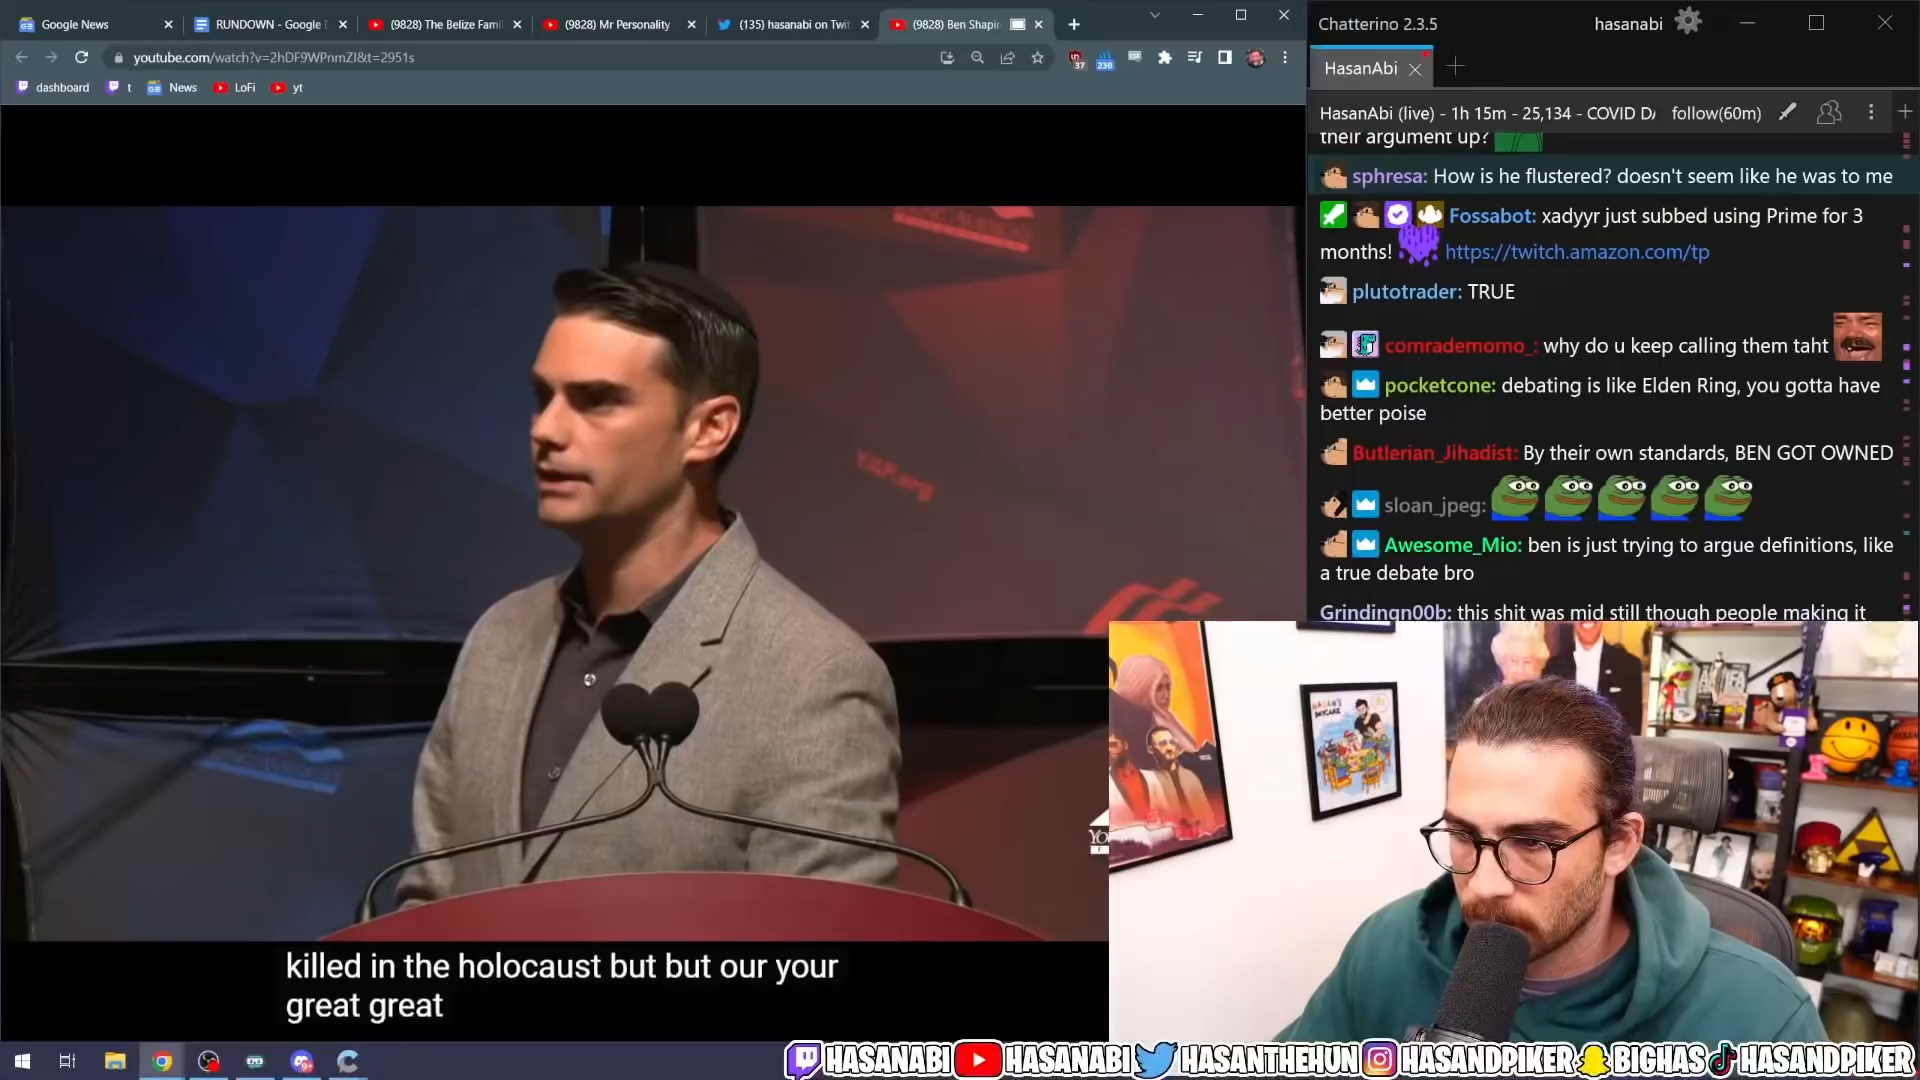 Google News
RUNDOWN - Google
(9828) The Belize Fami
(9828) Mr Personality
(135) hasanabi on Twi
(9828) Ben Shapir
youtube.com/watch?v=2hDF9WPnmZI&t=2951s
37
238
dashboard
t
News
LoFi
yt
Chatterino 2.3.5
hasanabi
HasanAbi
HasanAbi (live) - 1h 15m - 25,134 - COVID D
follow(60m)
their argument up?
sphresa: How is he flustered? doesn't seem like he was to me
Fossabot: xadyyr just subbed using Prime for 3
months! https://twitch.amazon.com/tp
plutotrader: TRUE
comrademomo_: why do u keep calling them taht
pocketcone: debating is like Elden Ring, you gotta have
better poise
Butlerian_Jihadist: By their own standards, BEN GOT OWNED
sloan_jpeg:
Awesome_Mio: ben is just trying to argue definitions, like
a true debate bro
Grindingn00b: this shit was mid still though people making it
YAF.org
killed in the holocaust but but our your
great great
HASANABI HASANABI HASANTHEHUN HASANDPIKER BIGHAS HASANDPIKER